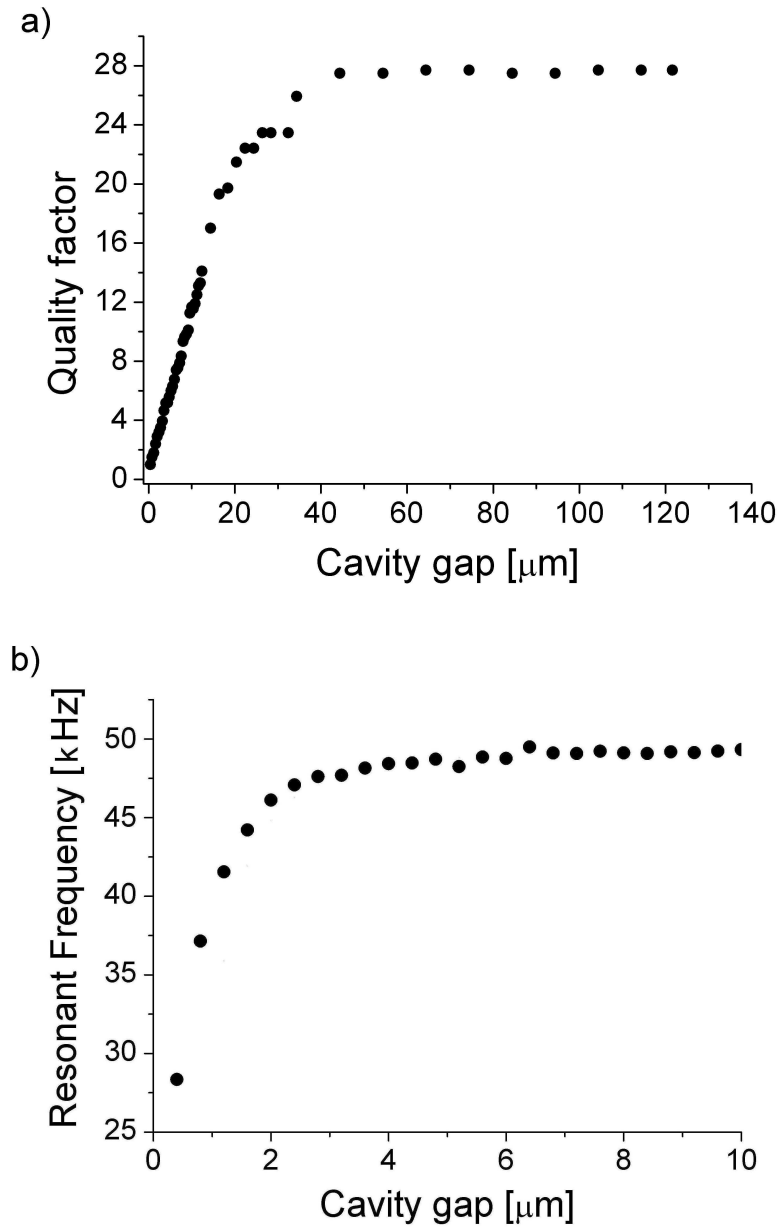 a)
28
24
20
16
12
8
4
0
Quality factor
0 20 40 60 80 100 120 140
Cavity gap [μm]
b)
50
45
40
35
30
25
Resonant Frequency [kHz]
0 2 4 6 8 10
Cavity gap [μm]